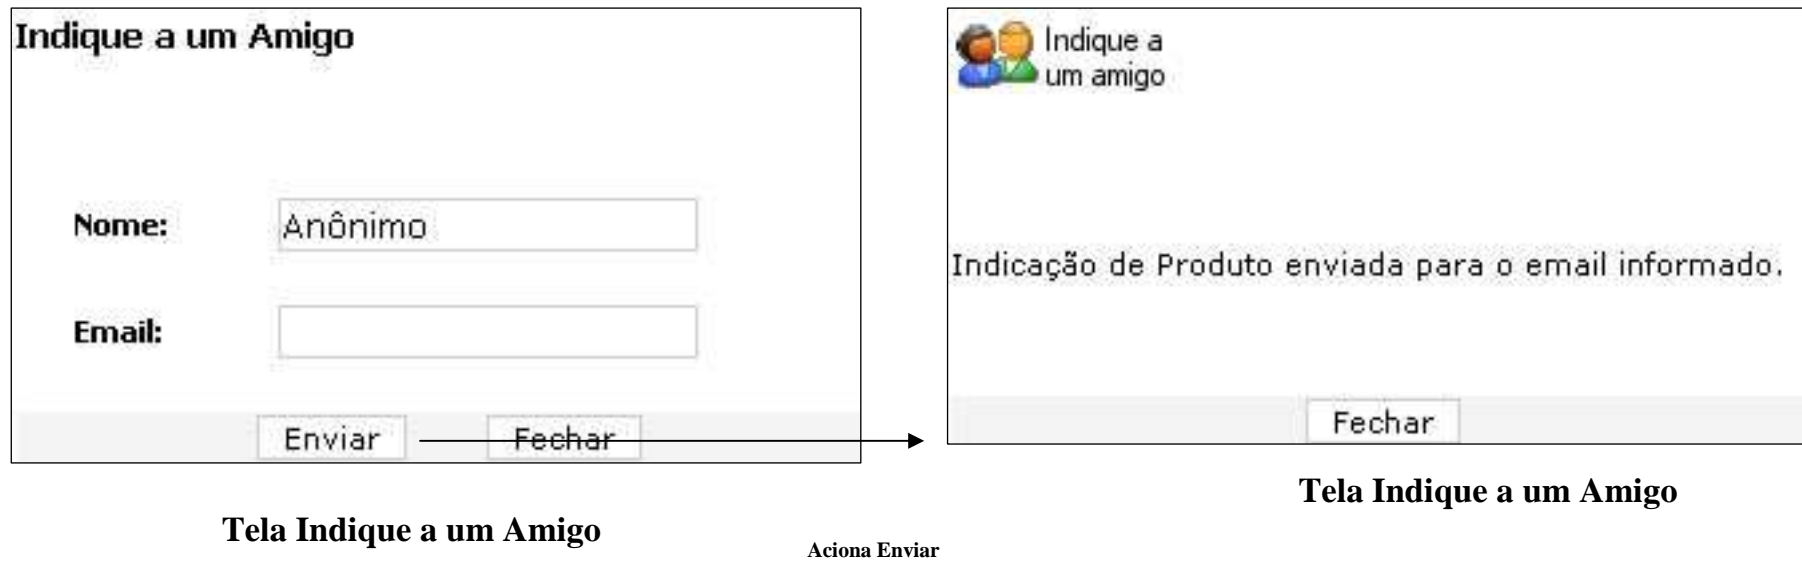 Indique a um Amigo
Nome:
Anônimo
Email:
Enviar
Fechar
Tela Indique a um Amigo
Aciona Enviar
Indique a
um amigo
Indicação de Produto enviada para o email informado.
Fechar
Tela Indique a um Amigo